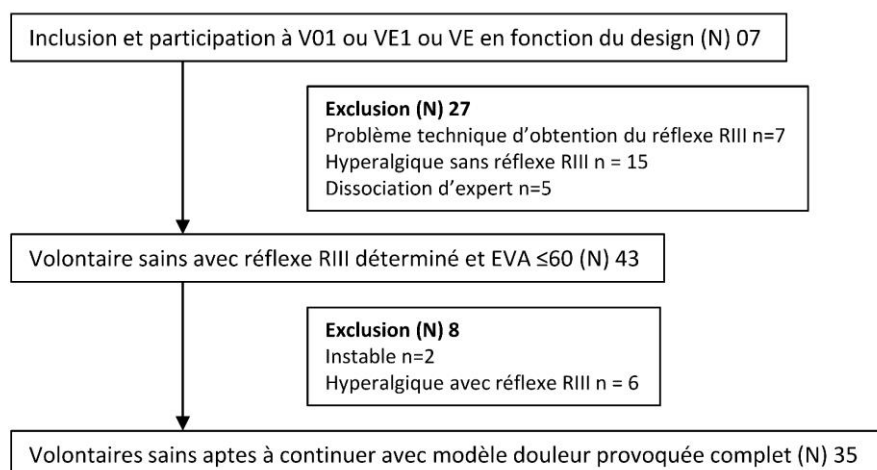 Inclusion et participation à V01 ou VE1 ou VE en fonction du design (N) 07
Exclusion (N) 27
Problème technique d'obtention du réflexe RIII n=7
Hyperalgique sans réflexe RIII n = 15
Dissociation d'expert n=5
Volontaire sains avec réflexe RIII déterminé et EVA ≤60 (N) 43
Exclusion (N) 8
Instable n=2
Hyperalgique avec réflexe RIII n = 6
Volontaires sains aptes à continuer avec modèle douleur provoquée complet (N) 35